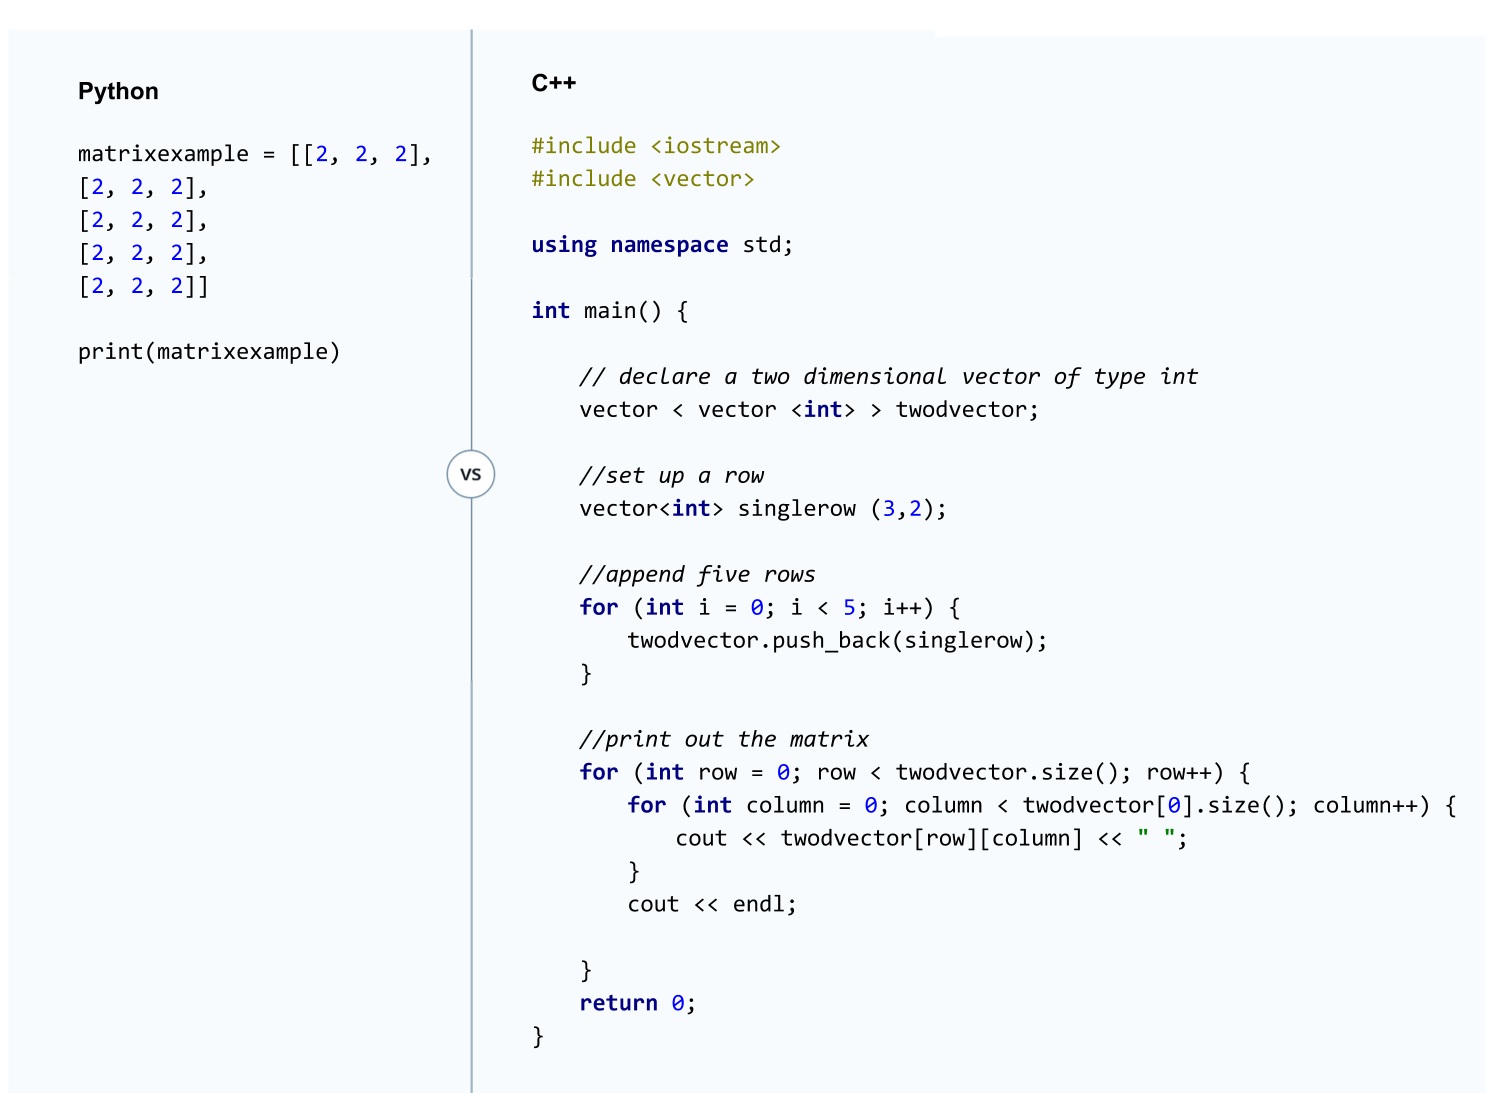 Python
matrixexample = [[2, 2, 2],
[2, 2, 2],
[2, 2, 2],
[2, 2, 2],
[2, 2, 2]]
print(matrixexample)
VS
C++
#include <iostream>
#include <vector>
using namespace std;
int main() {
// declare a two dimensional vector of type int
vector < vector <int> > twodvector;
//set up a row
vector<int> singlerow (3,2);
//append five rows
for (int i = 0; i < 5; i++) {
twodvector.push_back(singlerow);
}
//print out the matrix
for (int row = 0; row < twodvector.size(); row++) {
for (int column = 0; column < twodvector[0].size(); column++) {
cout << twodvector[row][column] << " ";
}
cout << endl;
}
return 0;
}